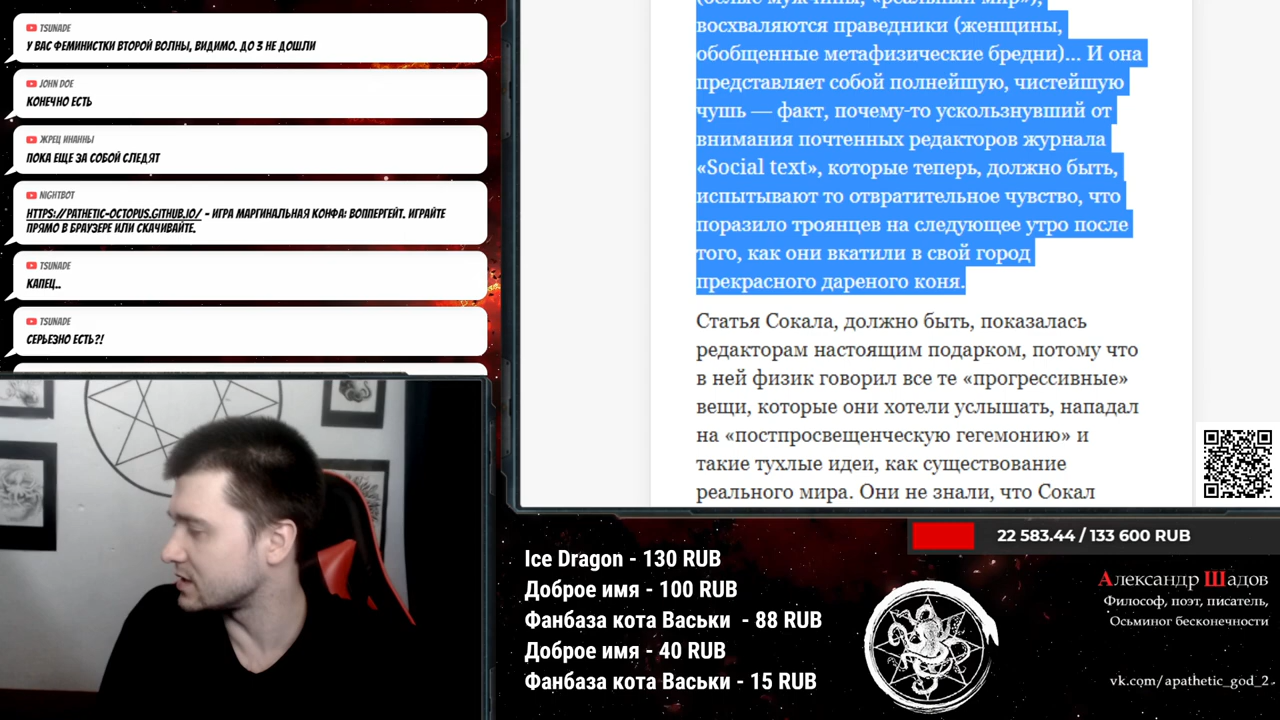 TSUNADE
У ВАС ФЕМИНИСТКИ ВТОРОЙ ВОЛНЫ, ВИДИМО. ДО 3 НЕ ДОШЛИ
JOHN DOE
КОНЕЧНО ЕСТЬ
ЖРЕЦ ИНАННЫ
ПОКА ЕЩЕ ЗА СОБОЙ СЛЕДЯТ
NIGHTBOT
HTTPS://PATHETIC-OCTOPUS.GITHUB.IO/ - ИГРА МАРГИНАЛЬНАЯ КОНФА: ВОППЕРГЕЙТ. ИГРАЙТЕ
ПРЯМО В БРАУЗЕРЕ ИЛИ СКАЧИВАЙТЕ.
TSUNADE
КАПЕЦ..
TSUNADE
СЕРЬЕЗНО ЕСТЬ?!
(белые мужчины, «реальный мир»),
восхваляются праведники (женщины,
обобщенные метафизические бредни)... И она
представляет собой полнейшую, чистейшую
чушь — факт, почему-то ускользнувший от
внимания почтенных редакторов журнала
«Social text», которые теперь, должно быть,
испытывают то отвратительное чувство, что
поразило троянцев на следующее утро после
того, как они вкатили в свой город
прекрасного дареного коня.
Статья Сокала, должно быть, показалась
редакторам настоящим подарком, потому что
в ней физик говорил все те «прогрессивные»
вещи, которые они хотели услышать, нападал
на «постпросвещенческую гегемонию» и
такие тухлые идеи, как существование
реального мира. Они не знали, что Сокал
22 583.44 / 133 600 RUB
Ice Dragon - 130 RUB
Доброе имя - 100 RUB
Фанбаза кота Васьки - 88 RUB
Доброе имя - 40 RUB
Фанбаза кота Васьки - 15 RUB
Александр Шадов
Философ, поэт, писатель,
Осьминог бесконечности
vk.com/apathetic_god_2